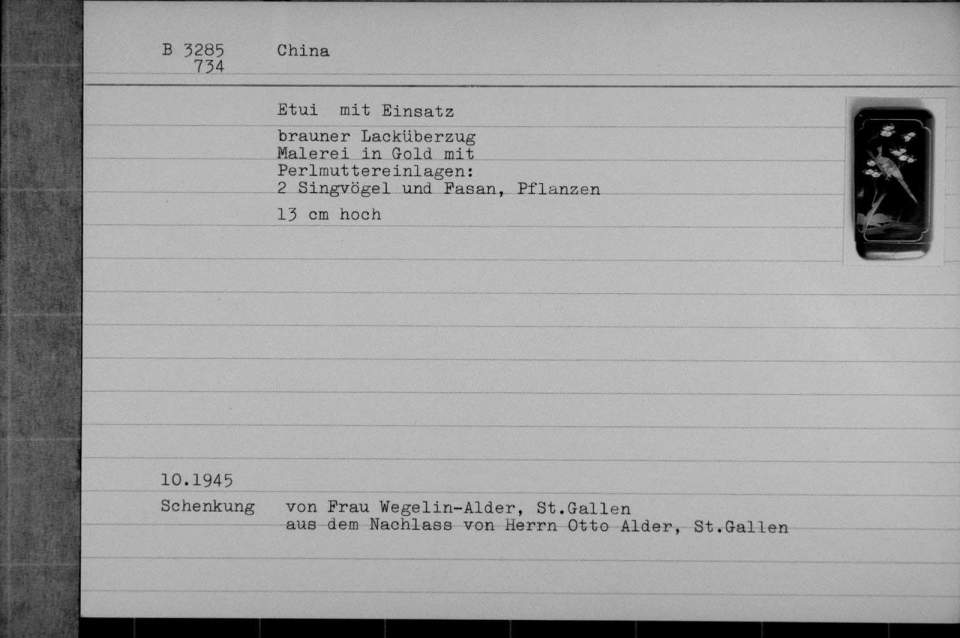 B 3285 China
734
Etui mit Einsatz
brauner Lacküberzug
Malerei in Gold mit
Perlmuttereinlagen:
2 Singvögel und Fasan, Pflanzen
13 cm hoch
10.1945
Schenkung von Frau Wegelin-Alder, St.Gallen
aus dem Nachlass von Herrn Otto Alder, St.Gallen